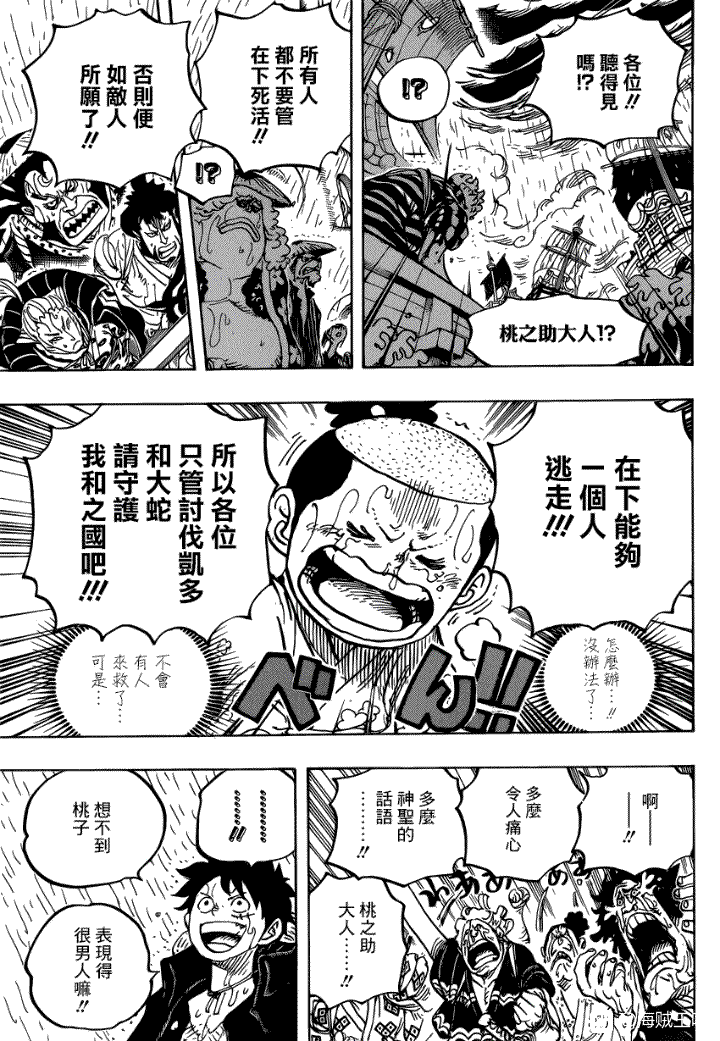 各位!!
聽得見
嗎!?
!?
桃之助大人!?
所有人
都不要管
在下死活!!
!?
否則便
如敵人
所願了!!
在下能夠
一個人
逃走!!!
所以各位
只管討伐凱多
和大蛇
請守護
我和之國吧!!!
怎麼辦…!!
沒辦法了…
不會
有人
來救了…
可是…
べん!!
啊——
——!!
多麼
令人痛心
多麼
神聖的
話語
………!!
桃之助
大人……!!
わああああ
………
………!!
想不到
桃子
表現得
很男人嘛!!